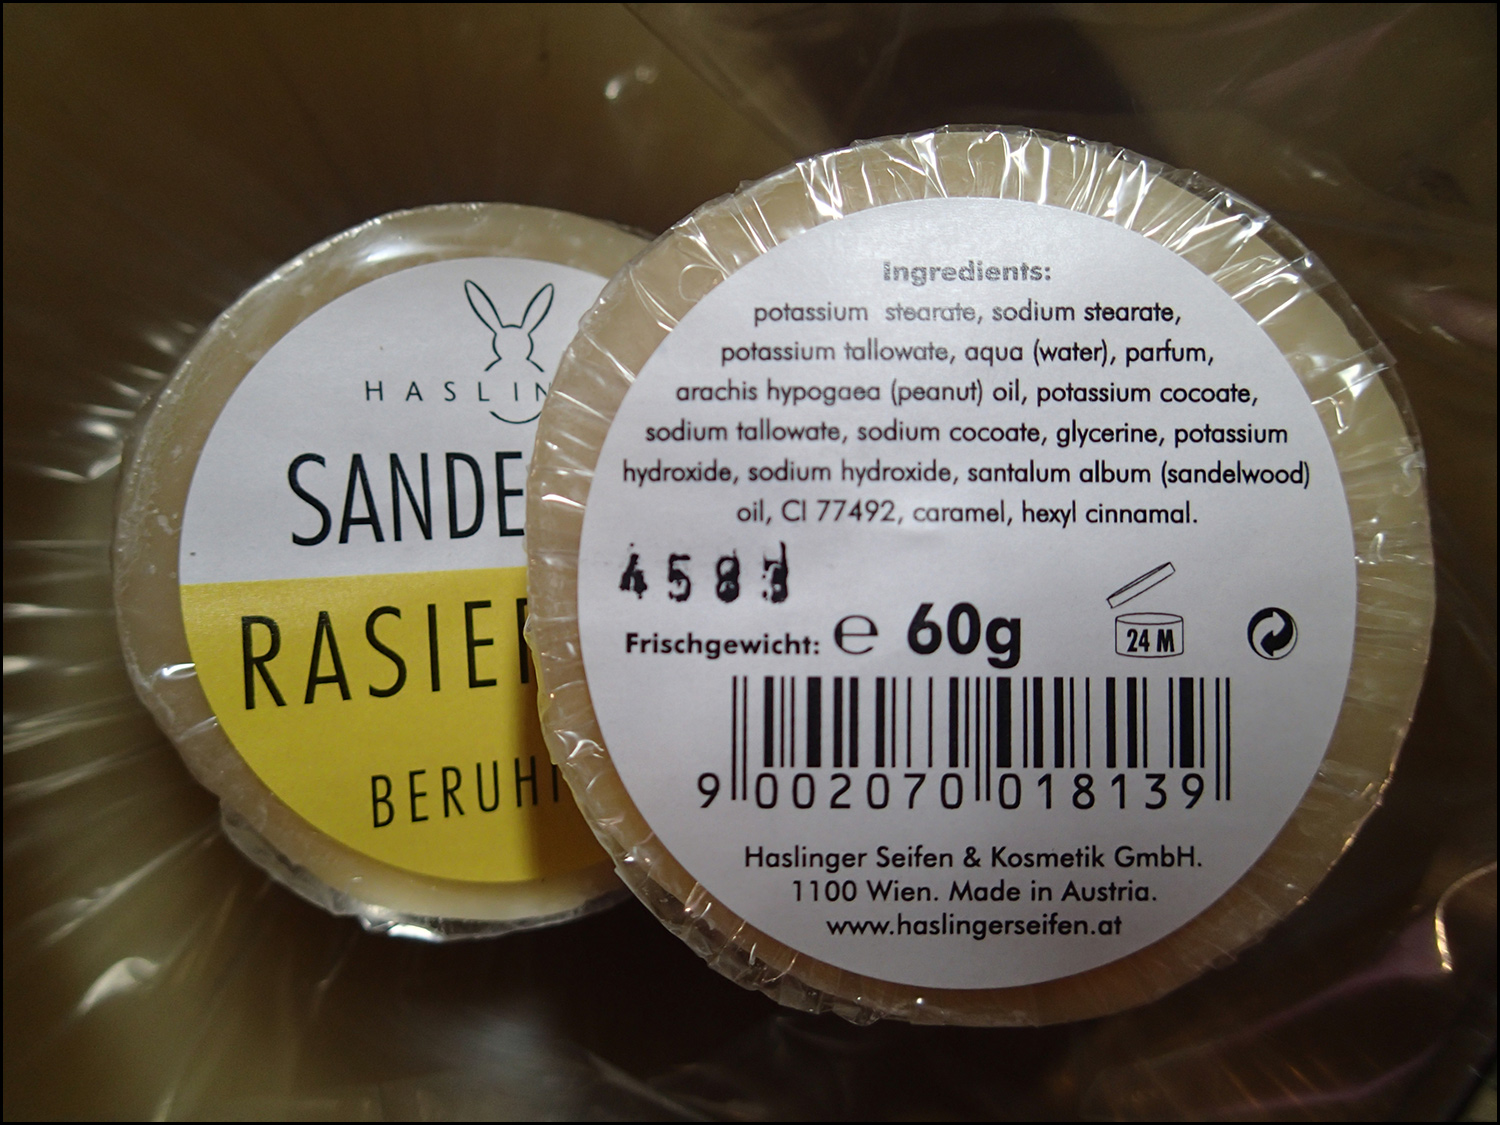 HASLIN
SANDE
RASIER
BERUHI
Ingredients:
potassium stearate, sodium stearate,
potassium tallowate, aqua (water), parfum,
arachis hypogaea (peanut) oil, potassium cocoate,
sodium tallowate, sodium cocoate, glycerine, potassium
hydroxide, sodium hydroxide, santalum album (sandelwood)
oil, CI 77492, caramel, hexyl cinnamal.
4583
Frischgewicht: ℮ 60g
24 M
9 002070 018139
Haslinger Seifen & Kosmetik GmbH.
1100 Wien. Made in Austria.
www.haslingerseifen.at